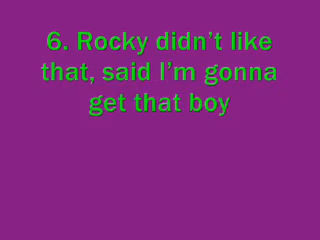 6. Rocky didn’t like
that, said I’m gonna
get that boy